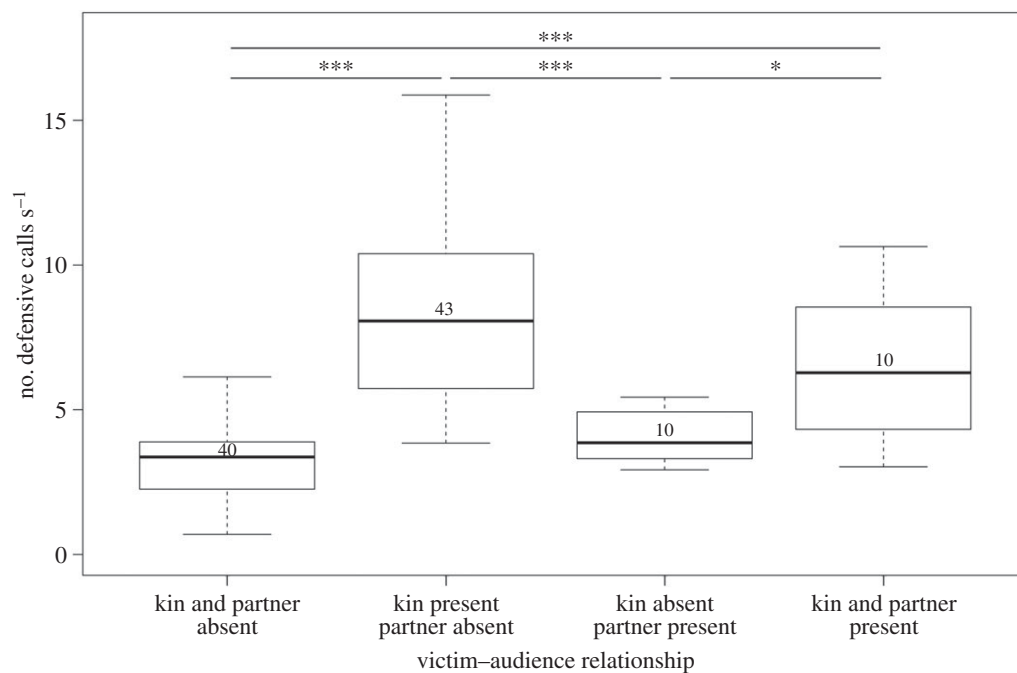 ***
*** *** *
15
10
5
0
no. defensive calls s⁻¹
40
43
10
10
kin and partner absent
kin present partner absent
kin absent partner present
kin and partner present
victim–audience relationship